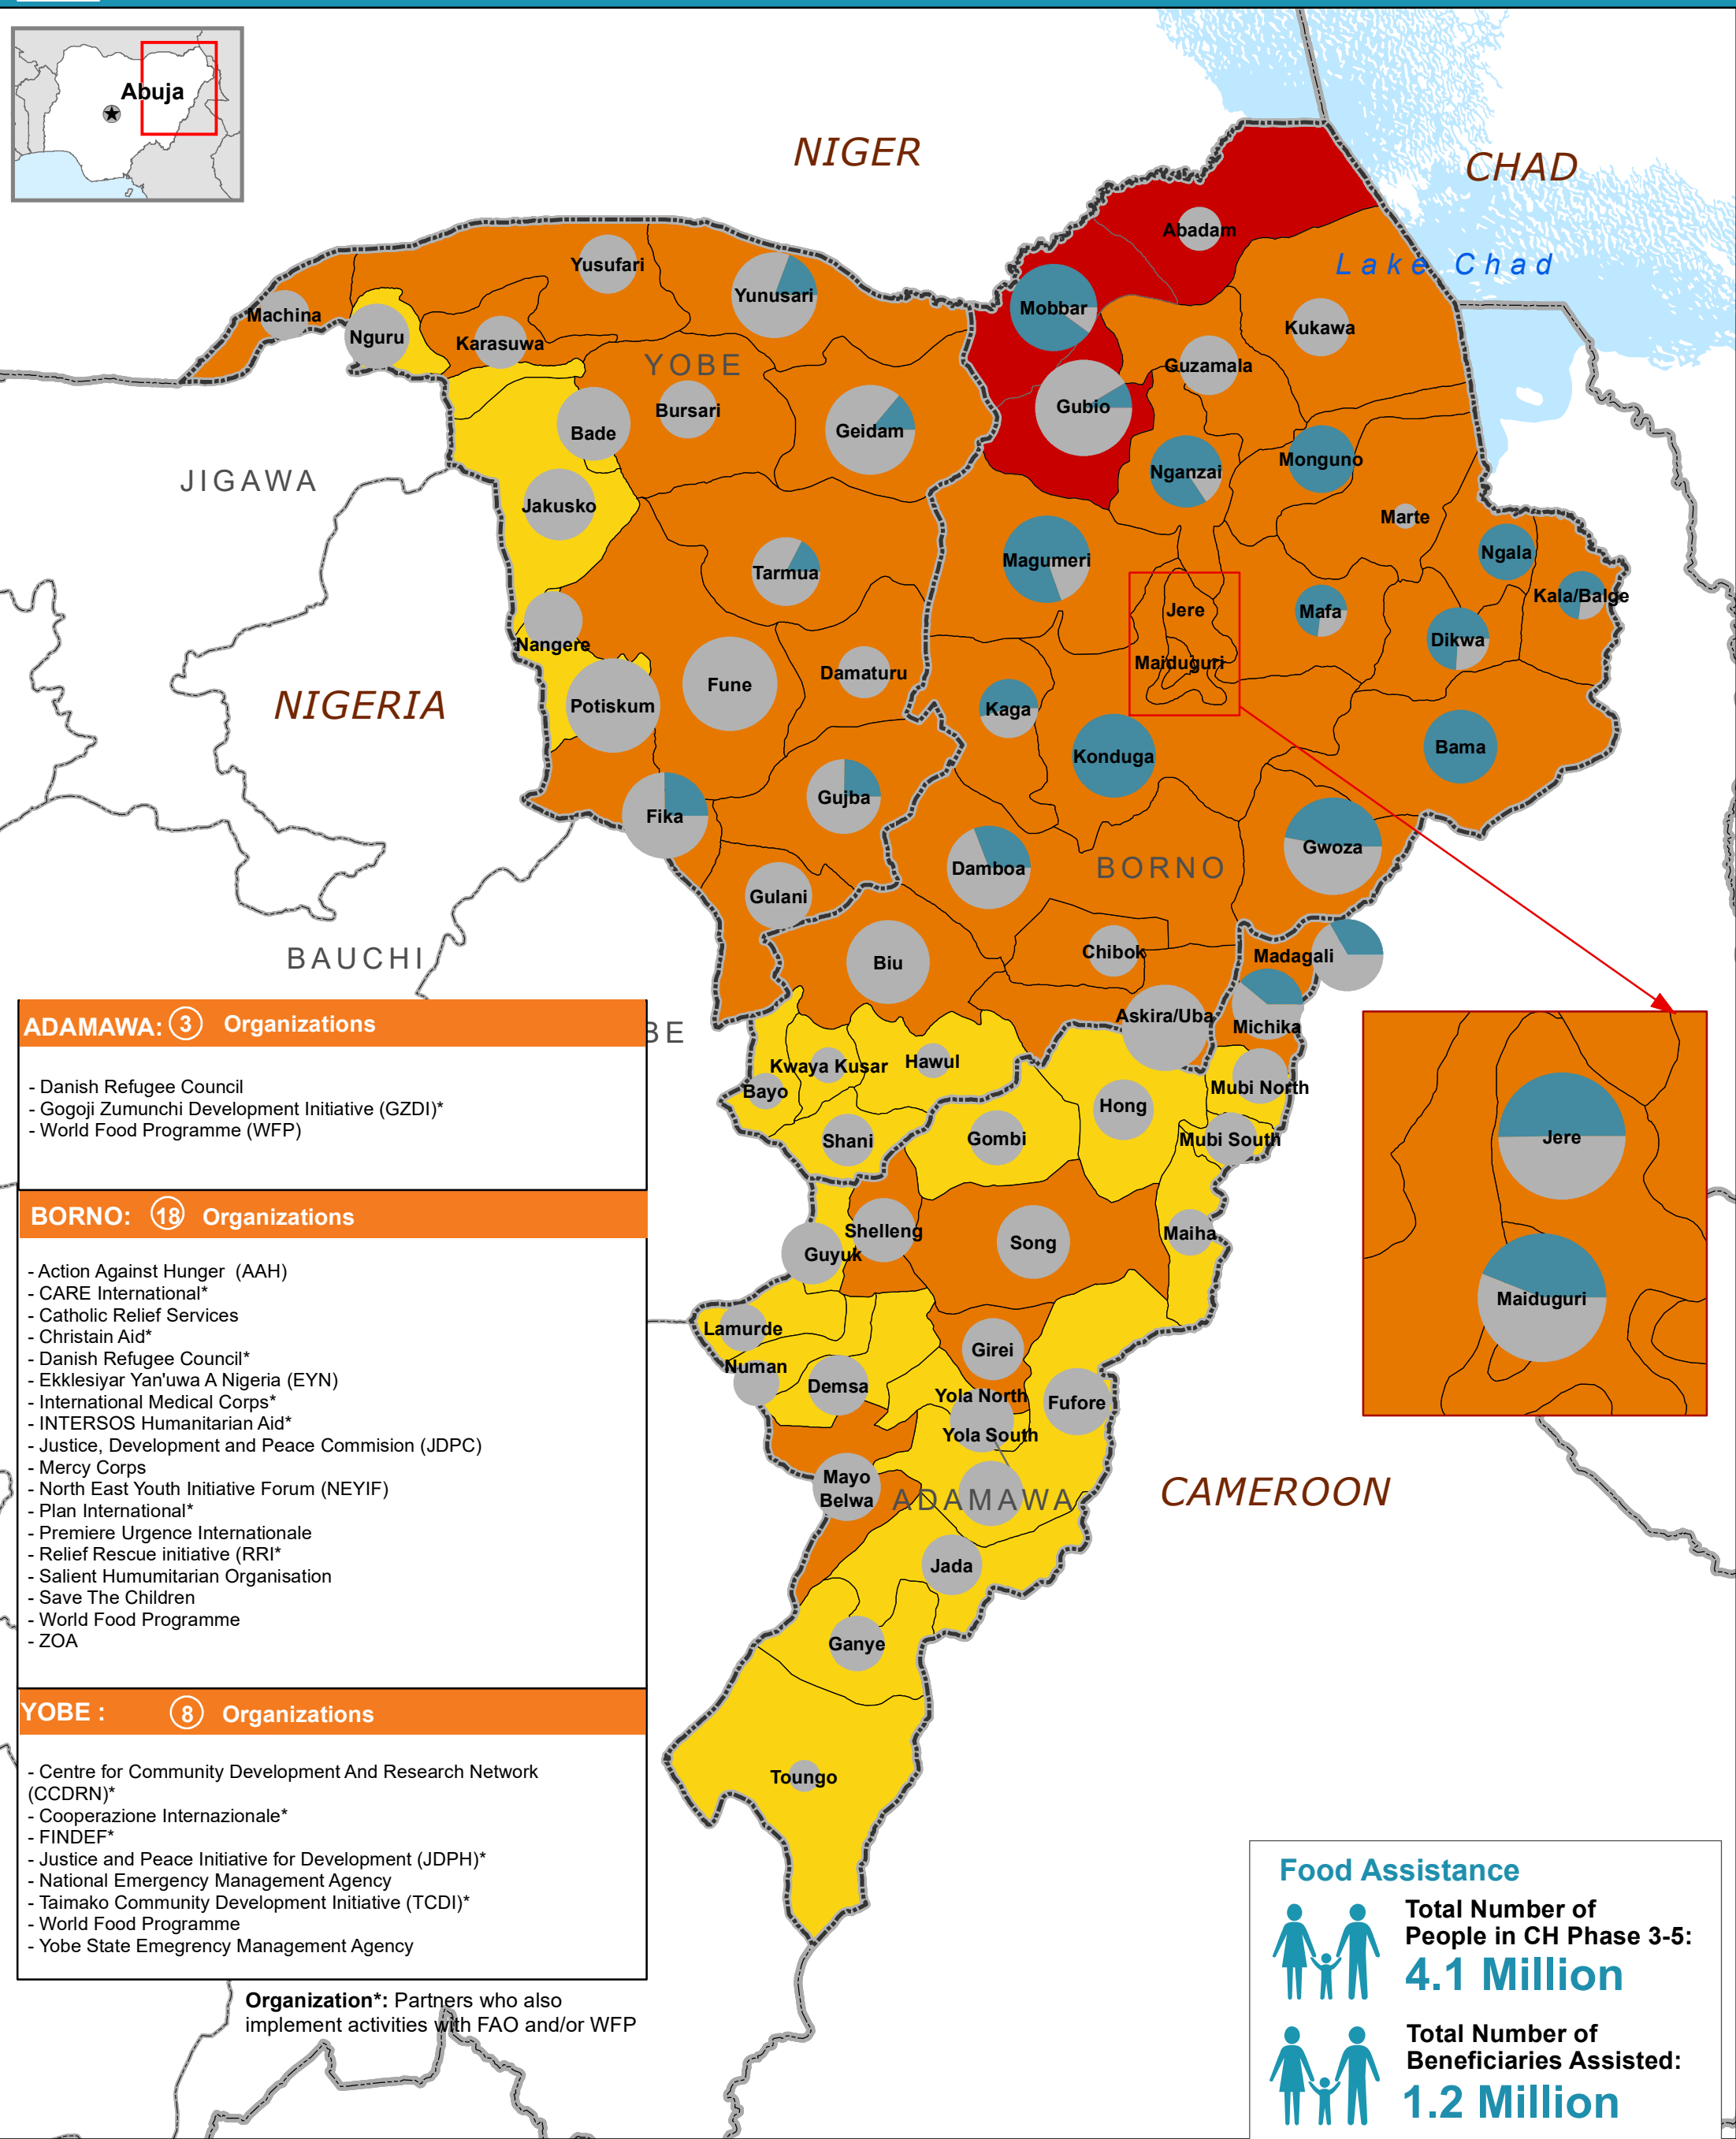 Abuja
NIGER
CHAD
Lake Chad
Abadam
Yusufari
Yunusari
Mobbar
Machina
Nguru
Karasuwa
Kukawa
YOBE
Guzamala
Bursari
Gubio
Bade
Geidam
Monguno
Nganzai
JIGAWA
Jakusko
Marte
Magumeri
Ngala
Tarmua
Kala/Balge
Jere
Mafa
Dikwa
Nangere
Maiduguri
Damaturu
Fune
NIGERIA
Potiskum
Kaga
Bama
Konduga
Gujba
Fika
Gwoza
Damboa
BORNO
Gulani
BAUCHI
Biu
Chibok
Madagali
Askira/Uba
Michika
BE
Hawul
Kwaya Kusar
Bayo
Mubi North
Hong
Gombi
Shani
Mubi South
Jere
Shelleng
Maiha
Song
Guyuk
Maiduguri
Lamurde
Girei
Numan
Demsa
Yola North
Fufore
Yola South
Mayo
Belwa
ADAMAWA
CAMEROON
Jada
Ganye
Toungo
ADAMAWA: 3 Organizations
- Danish Refugee Council
- Gogoji Zumunchi Development Initiative (GZDI)*
- World Food Programme (WFP)
BORNO: 18 Organizations
- Action Against Hunger (AAH)
- CARE International*
- Catholic Relief Services
- Christain Aid*
- Danish Refugee Council*
- Ekklesiyar Yan'uwa A Nigeria (EYN)
- International Medical Corps*
- INTERSOS Humanitarian Aid*
- Justice, Development and Peace Commision (JDPC)
- Mercy Corps
- North East Youth Initiative Forum (NEYIF)
- Plan International*
- Premiere Urgence Internationale
- Relief Rescue initiative (RRI*
- Salient Humumitarian Organisation
- Save The Children
- World Food Programme
- ZOA
YOBE : 8 Organizations
- Centre for Community Development And Research Network
(CCDRN)*
- Cooperazione Internazionale*
- FINDEF*
- Justice and Peace Initiative for Development (JDPH)*
- National Emergency Management Agency
- Taimako Community Development Initiative (TCDI)*
- World Food Programme
- Yobe State Emegrency Management Agency
Organization*: Partners who also
implement activities with FAO and/or WFP
Food Assistance
Total Number of
People in CH Phase 3-5:
4.1 Million
Total Number of
Beneficiaries Assisted:
1.2 Million